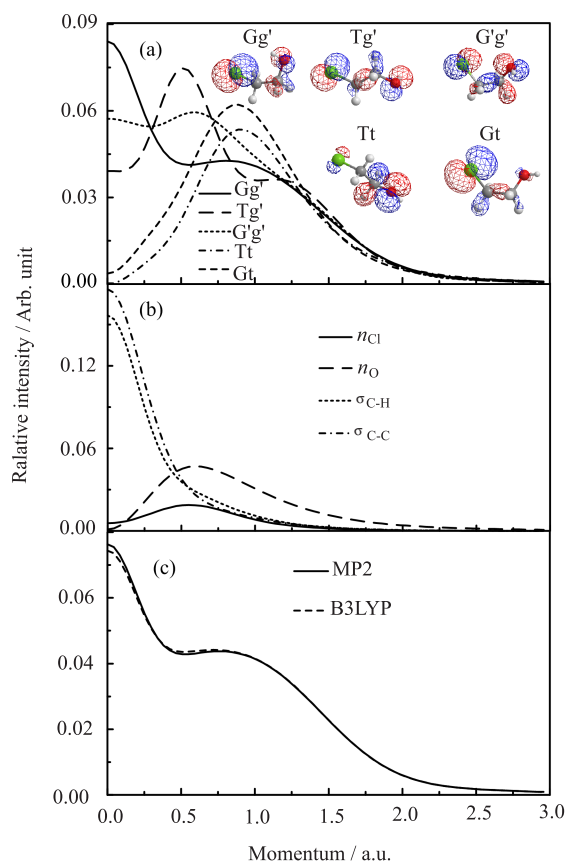 Ralative intensity / Arb. unit
0.09
0.06
0.03
0.00
(a)
Gg'
Tg'
G'g'
Tt
Gt
Gg'
Tg'
G'g'
Tt
Gt
0.12
0.06
0.00
(b)
nCl
nO
σC-H
σC-C
0.06
0.04
0.02
0.00
(c)
MP2
B3LYP
0.0
0.5
1.0
1.5
2.0
2.5
3.0
Momentum / a.u.